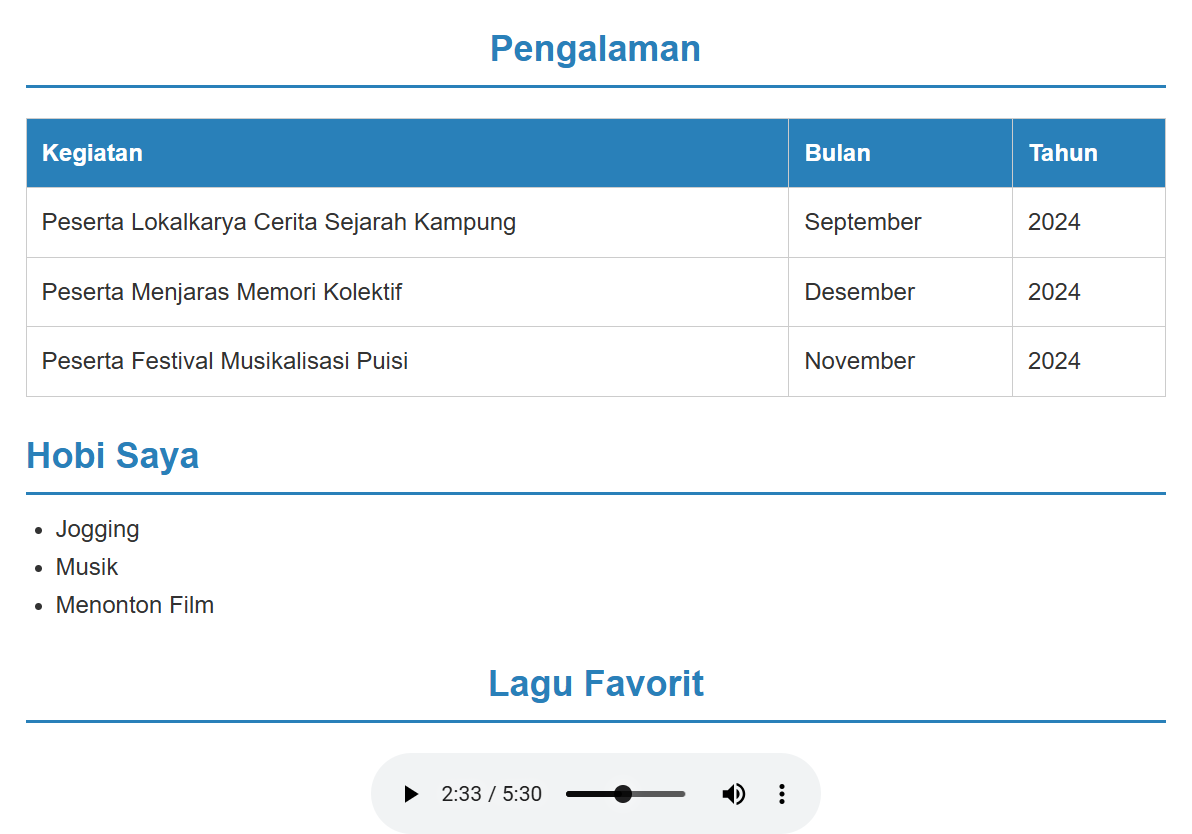 Pengalaman
Kegiatan Bulan Tahun
Peserta Lokalkarya Cerita Sejarah Kampung September 2024
Peserta Menjaras Memori Kolektif Desember 2024
Peserta Festival Musikalisasi Puisi November 2024
Hobi Saya
Jogging
Musik
Menonton Film
Lagu Favorit
2:33 / 5:30